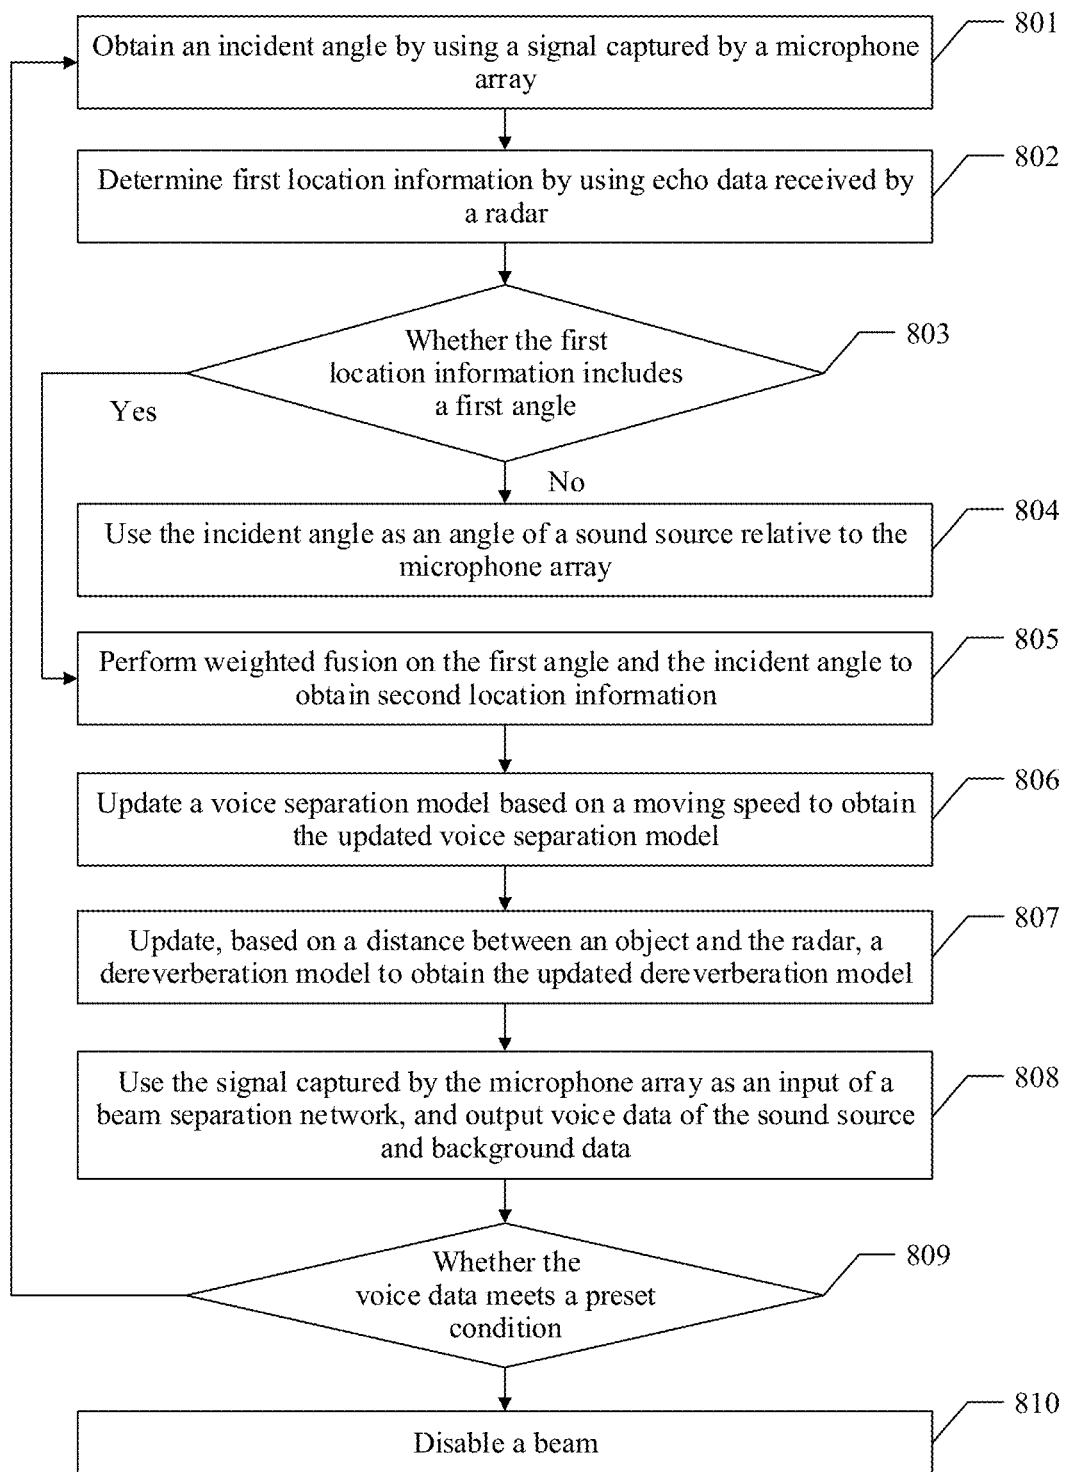 801
Obtain an incident angle by using a signal captured by a microphone
array
802
Determine first location information by using echo data received by
a radar
803
Whether the first
location information includes
a first angle
Yes
No
804
Use the incident angle as an angle of a sound source relative to the
microphone array
805
Perform weighted fusion on the first angle and the incident angle to
obtain second location information
806
Update a voice separation model based on a moving speed to obtain
the updated voice separation model
807
Update, based on a distance between an object and the radar, a
dereverberation model to obtain the updated dereverberation model
808
Use the signal captured by the microphone array as an input of a
beam separation network, and output voice data of the sound source
and background data
809
Whether the
voice data meets a preset
condition
810
Disable a beam